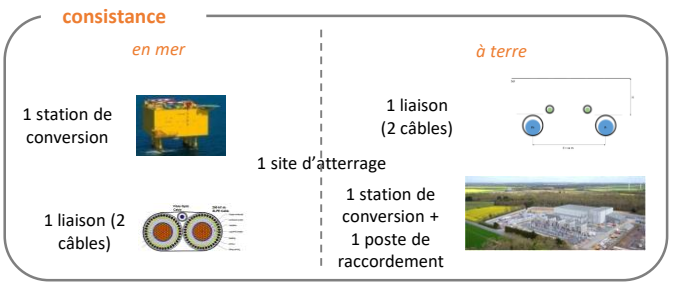 consistance
en mer
à terre
1 station de
conversion
1 liaison
(2 câbles)
1 site d'atterrage
1 liaison (2
câbles)
1 station de
conversion +
1 poste de
raccordement